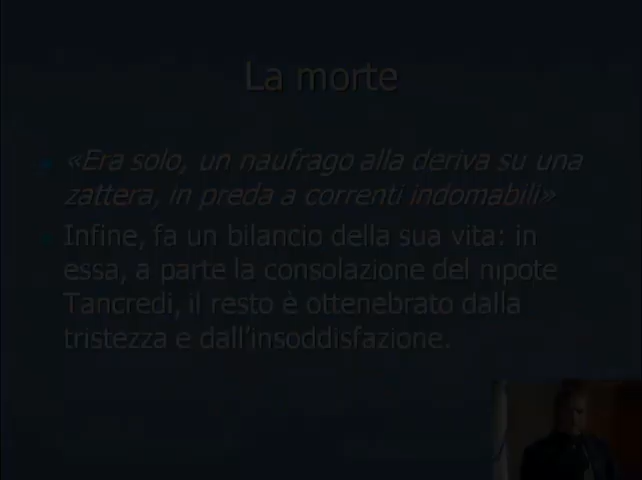 La morte
«Era solo, un naufrago alla deriva su una
zattera, in preda a correnti indomabili»
Infine, fa un bilancio della sua vita: in
essa, a parte la consolazione del nipote
Tancredi, il resto è ottenebrato dalla
tristezza e dall'insoddisfazione.